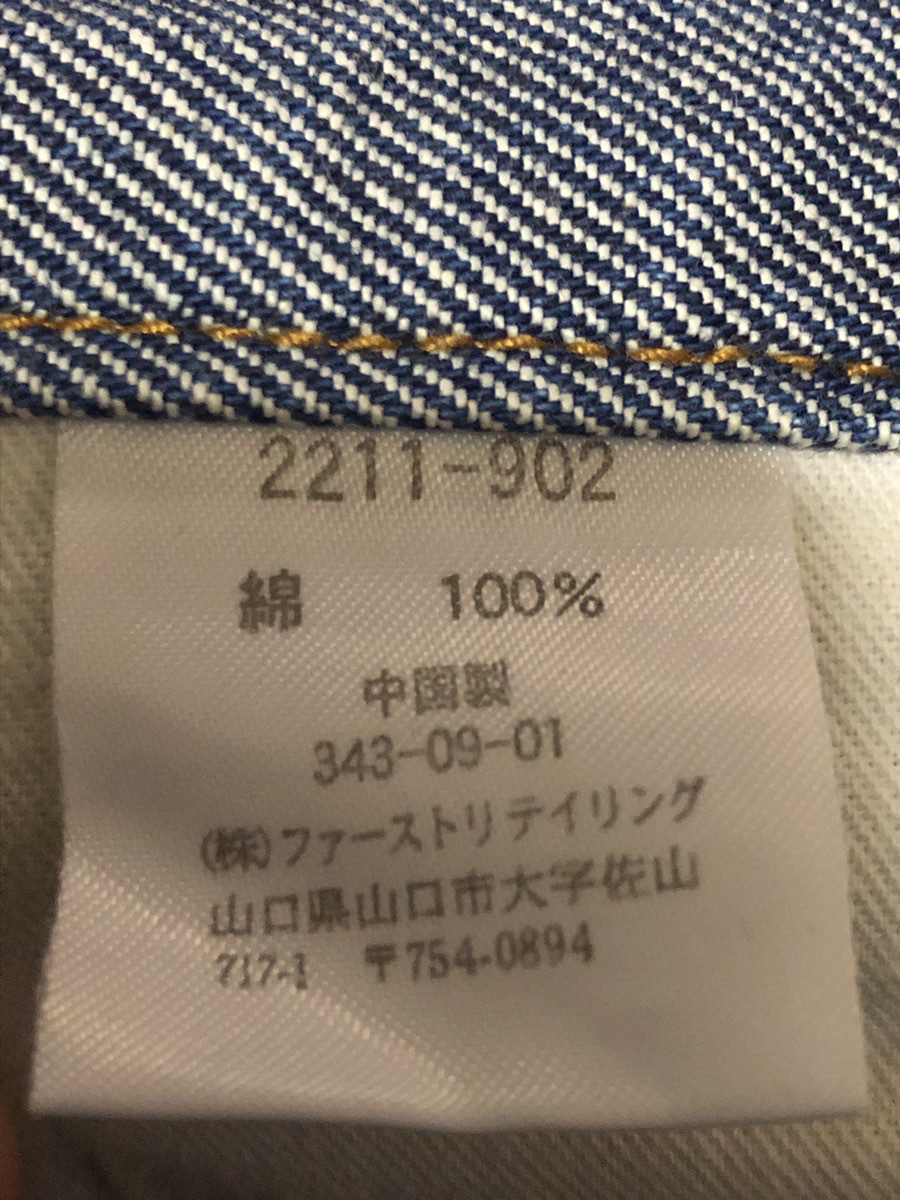 2211-902
綿 100%
中国製
343-09-01
(株)ファーストリテイリング
山口県山口市大字佐山
717-1 〒754-0894